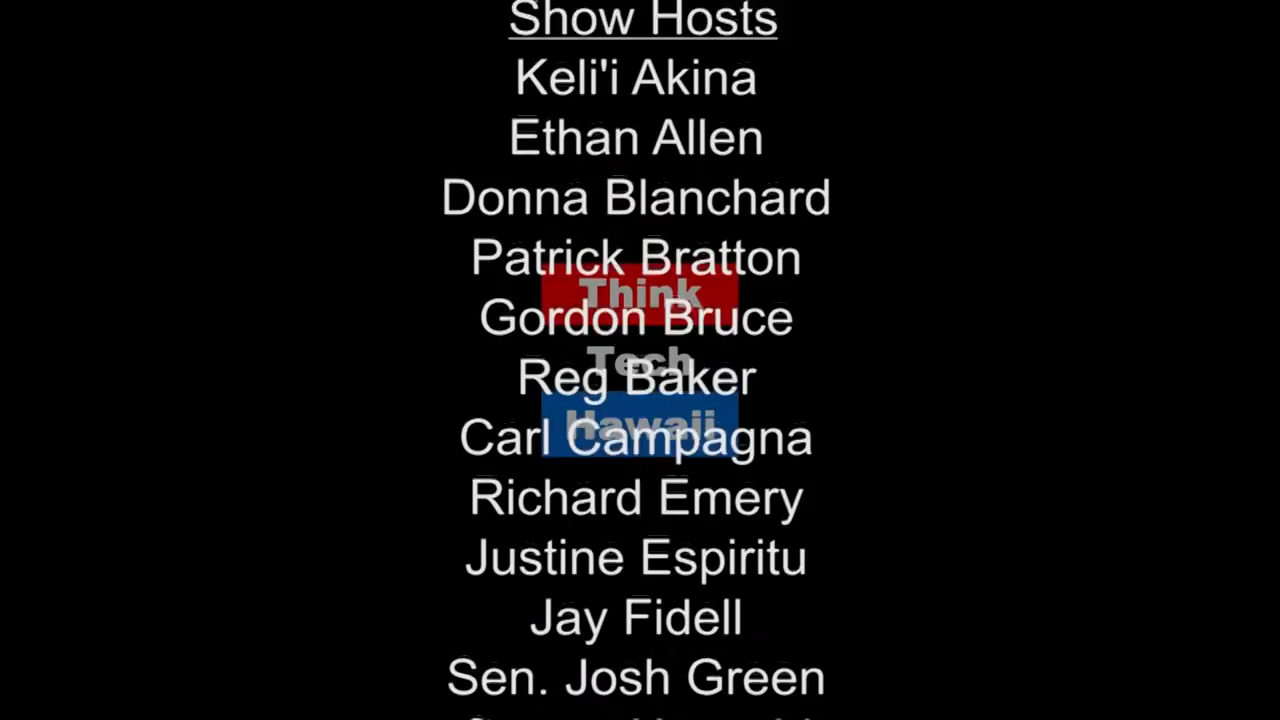 Show Hosts
Keli'i Akina
Ethan Allen
Donna Blanchard
Patrick Bratton
Think
Gordon Bruce
Tech
Reg Baker
Hawaii
Carl Campagna
Richard Emery
Justine Espiritu
Jay Fidell
Sen. Josh Green